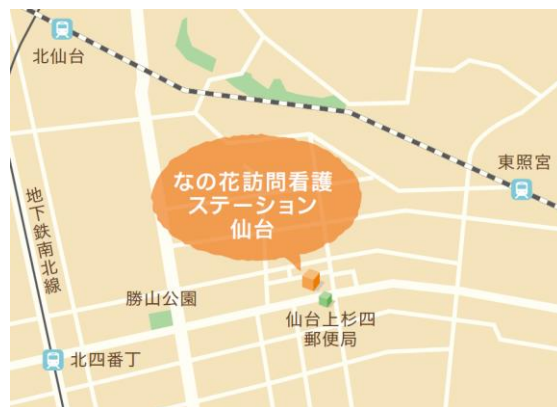 北仙台
東照宮
なの花訪問看護
ステーション
仙台
地下鉄南北線
勝山公園
仙台上杉四
郵便局
北四番丁